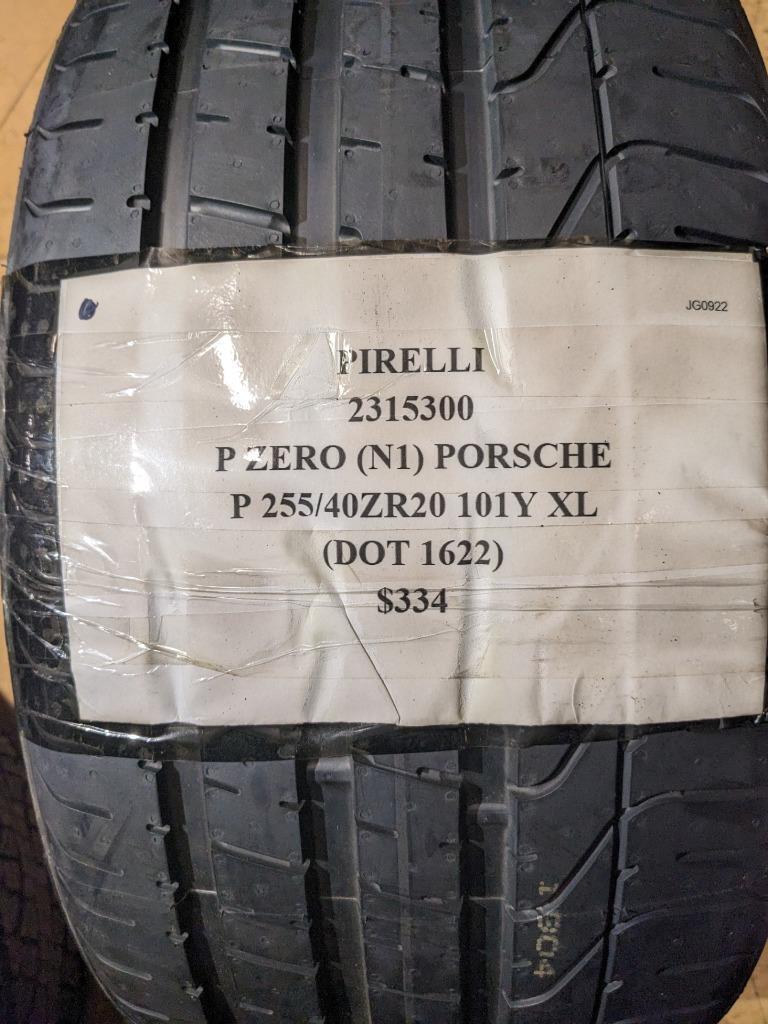 JG0922
PIRELLI
2315300
P ZERO (N1) PORSCHE
P 255/40ZR20 101Y XL
(DOT 1622)
$334